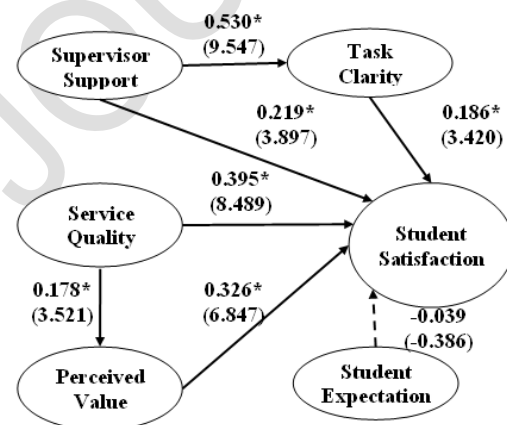 0.530*
(9.547)
Supervisor
Support
Task
Clarity
0.219*
(3.897)
0.186*
(3.420)
0.395*
(8.489)
Service
Quality
Student
Satisfaction
0.178*
(3.521)
0.326*
(6.847)
-0.039
(-0.386)
Perceived
Value
Student
Expectation